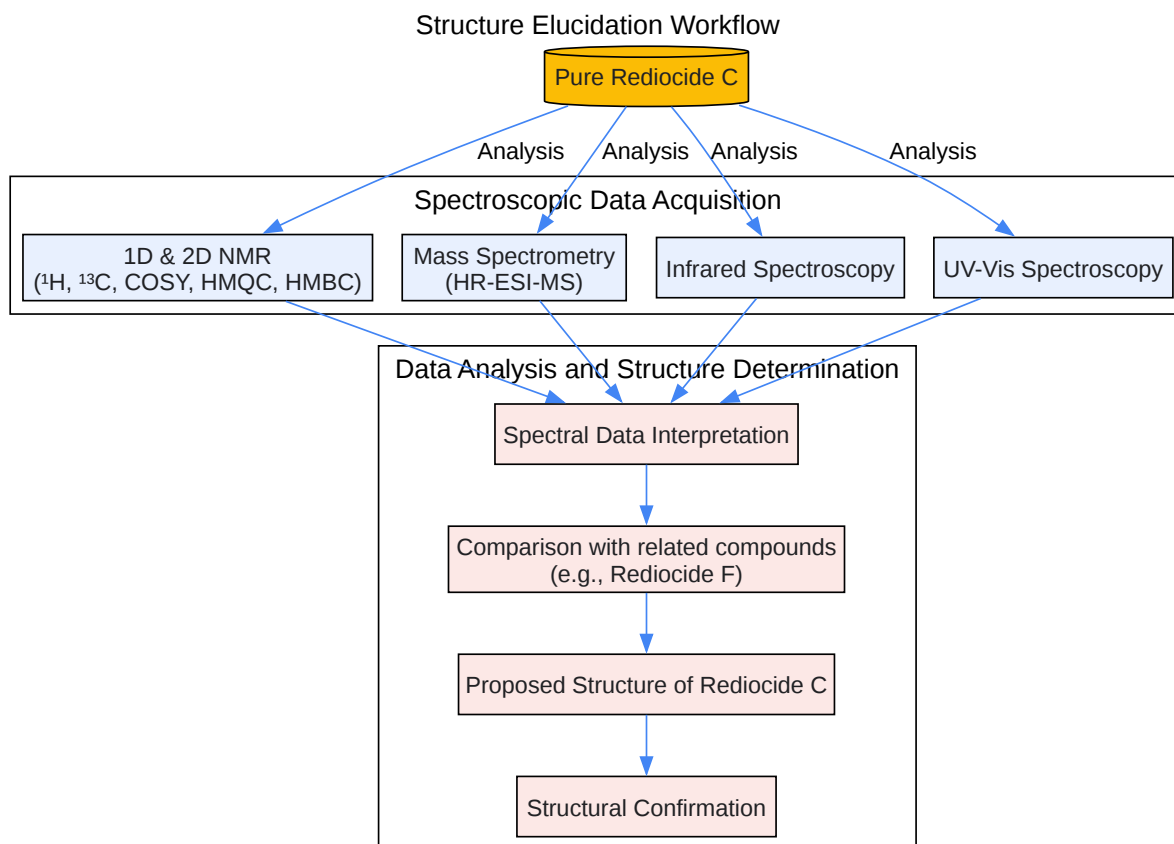 Structure Elucidation Workflow
Pure Rediocide C
Analysis
Analysis
Analysis
Analysis
Spectroscopic Data Acquisition
1D & 2D NMR
(¹H, ¹³C, COSY, HMQC, HMBC)
Mass Spectrometry
(HR-ESI-MS)
Infrared Spectroscopy
UV-Vis Spectroscopy
Data Analysis and Structure Determination
Spectral Data Interpretation
Comparison with related compounds
(e.g., Rediocide F)
Proposed Structure of Rediocide C
Structural Confirmation